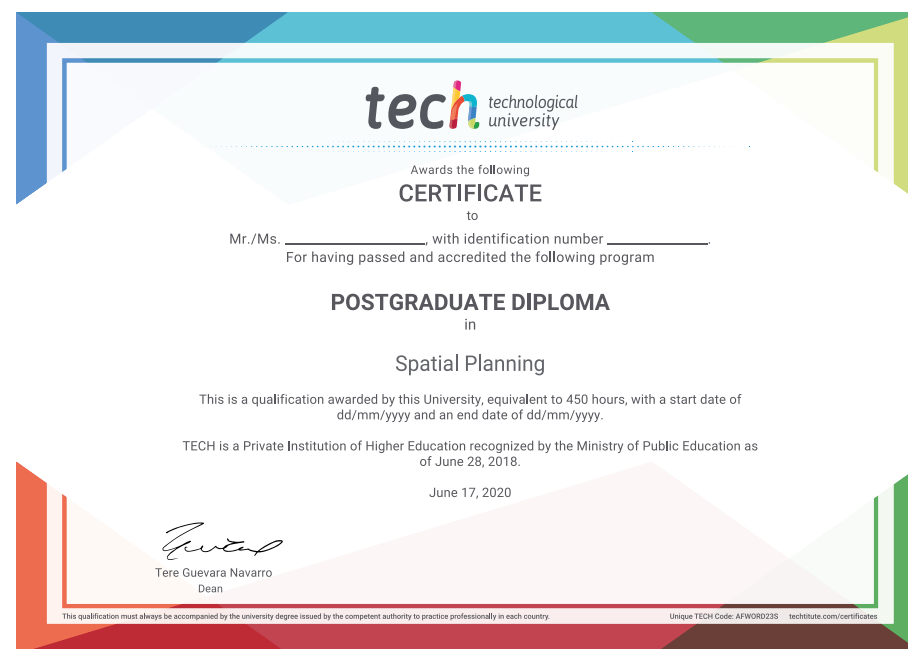 tech technological
university
Awards the following
CERTIFICATE
to
Mr./Ms. ____________________, with identification number ______________.
For having passed and accredited the following program
POSTGRADUATE DIPLOMA
in
Spatial Planning
This is a qualification awarded by this University, equivalent to 450 hours, with a start date of
dd/mm/yyyy and an end date of dd/mm/yyyy.
TECH is a Private Institution of Higher Education recognized by the Ministry of Public Education as
of June 28, 2018.
June 17, 2020
Tere Guevara Navarro
Dean
This qualification must always be accompanied by the university degree issued by the competent authority to practice professionally in each country.
Unique TECH Code: AFWORD23S techtitute.com/certificates